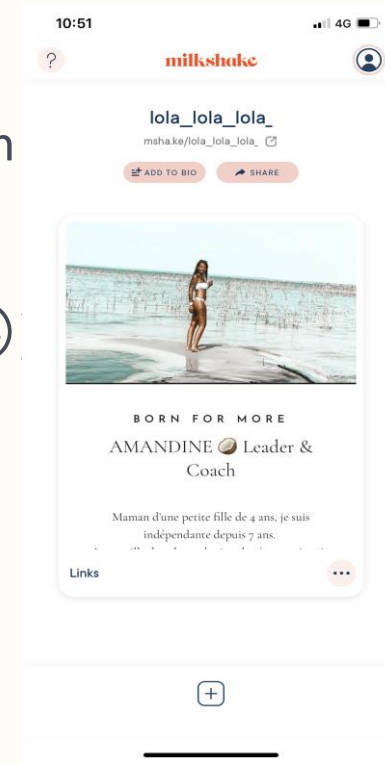 10:51
4G
?
milkshake
lola_lola_lola_
msha.ke/lola_lola_lola_
ADD TO BIO
SHARE
BORN FOR MORE
AMANDINE 🥥 Leader &
Coach
Maman d'une petite fille de 4 ans, je suis
indépendante depuis 7 ans.
Links